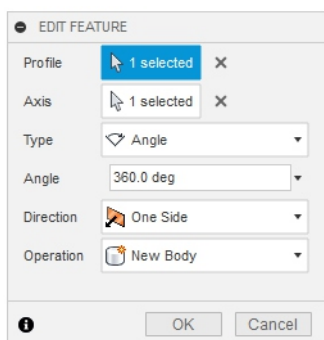 EDIT FEATURE
Profile 1 selected
Axis 1 selected
Type Angle
Angle 360.0 deg
Direction One Side
Operation New Body
OK Cancel